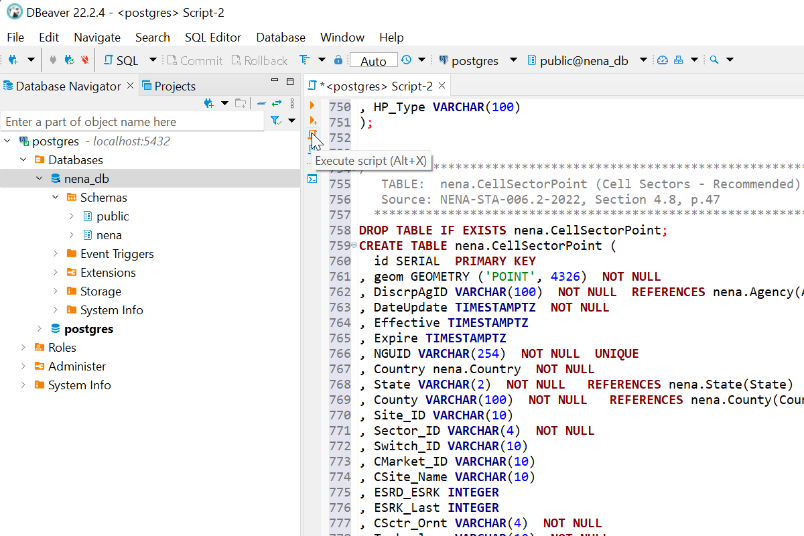 DBeaver 22.2.4 - <postgres> Script-2
File Edit Navigate Search SQL Editor Database Window Help
SQL Commit Rollback Auto postgres public@nena_db
Database Navigator Projects
Enter a part of object name here
postgres - localhost:5432
Databases
nena_db
Schemas
public
nena
Event Triggers
Extensions
Storage
System Info
postgres
Roles
Administer
System Info
*<postgres> Script-2
750 , HP_Type VARCHAR(100)
751 );
752
Execute script (Alt+X)
755 TABLE: nena.CellSectorPoint (Cell Sectors - Recommended)
756 Source: NENA-STA-006.2-2022, Section 4.8, p.47
757 *******************************************************
758 DROP TABLE IF EXISTS nena.CellSectorPoint;
759 CREATE TABLE nena.CellSectorPoint (
760 id SERIAL PRIMARY KEY
761 , geom GEOMETRY ('POINT', 4326) NOT NULL
762 , DiscrpAgID VARCHAR(100) NOT NULL REFERENCES nena.Agency(
763 , DateUpdate TIMESTAMPTZ NOT NULL
764 , Effective TIMESTAMPTZ
765 , Expire TIMESTAMPTZ
766 , NGUID VARCHAR(254) NOT NULL UNIQUE
767 , Country nena.Country NOT NULL
768 , State VARCHAR(2) NOT NULL REFERENCES nena.State(State)
769 , County VARCHAR(100) NOT NULL REFERENCES nena.County(Cou
770 , Site_ID VARCHAR(10)
771 , Sector_ID VARCHAR(4) NOT NULL
772 , Switch_ID VARCHAR(10)
773 , CMarket_ID VARCHAR(10)
774 , CSite_Name VARCHAR(10)
775 , ESRD_ESRK INTEGER
776 , ESRK_Last INTEGER
777 , CSctr_Ornt VARCHAR(4) NOT NULL